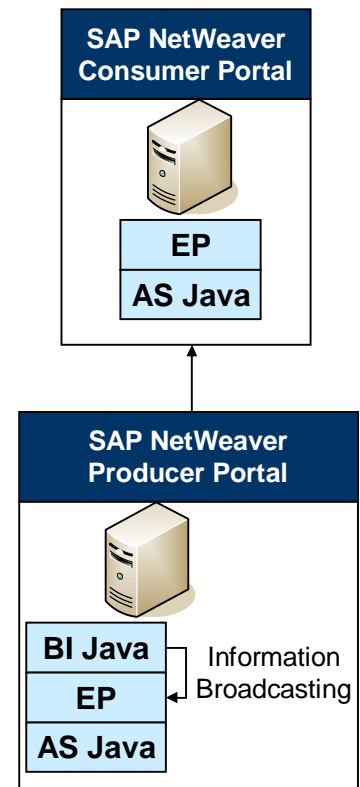 SAP NetWeaver
Consumer Portal
EP
AS Java
SAP NetWeaver
Producer Portal
BI Java
EP
AS Java
Information
Broadcasting